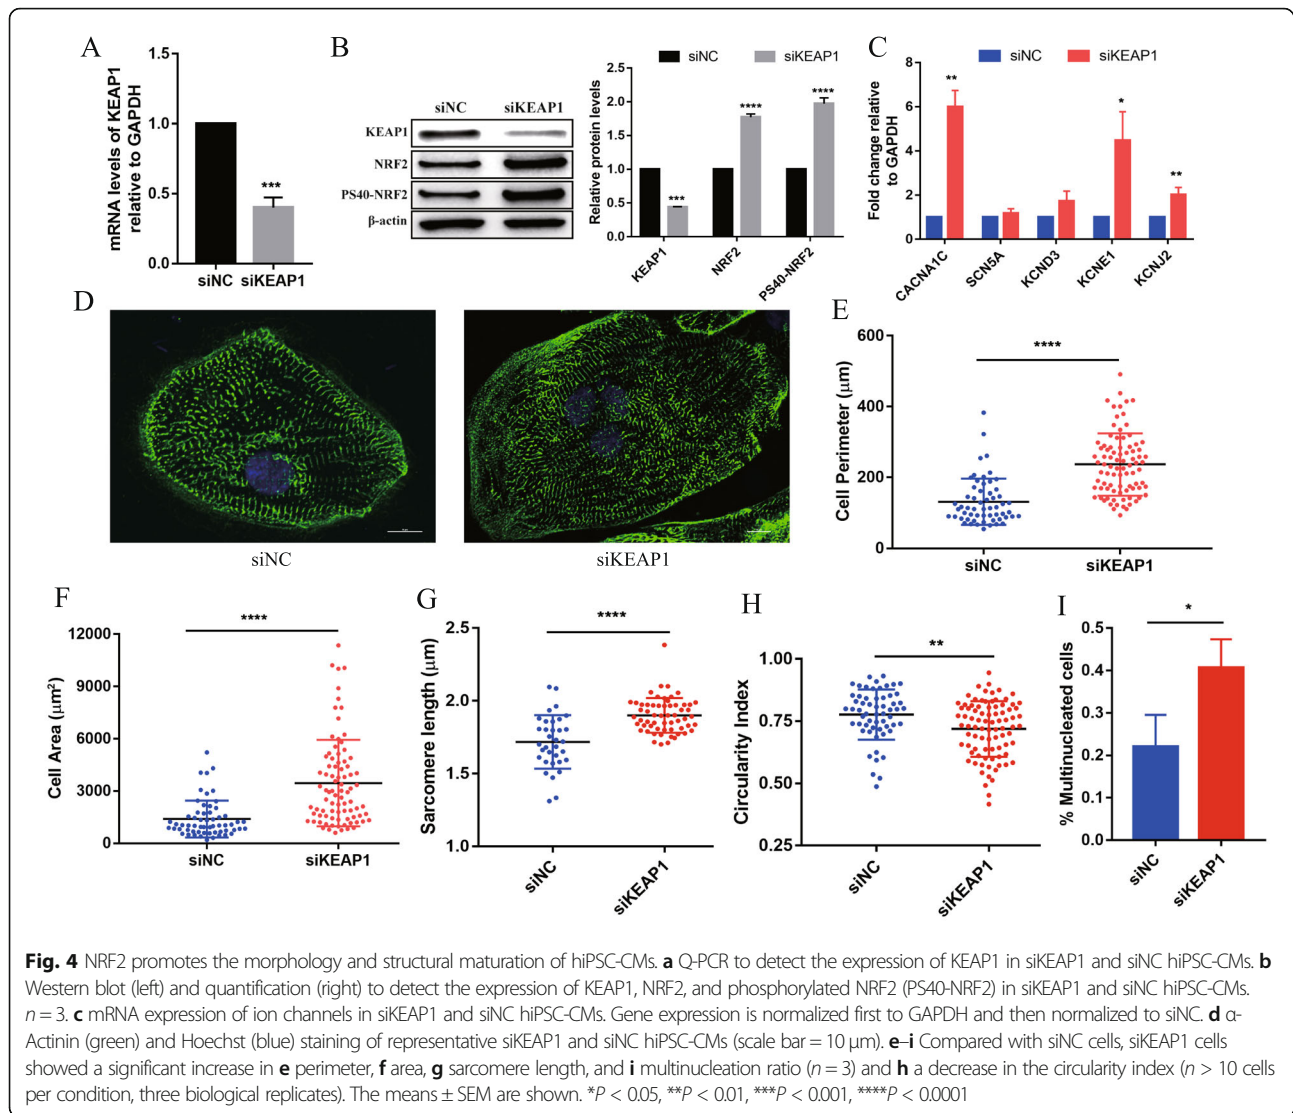 A
mRNA levels of KEAP1
relative to GAPDH
1.5
1.0
0.5
0.0
***
siNC siKEAP1
B
siNC siKEAP1
KEAP1
NRF2
PS40-NRF2
β-actin
siNC siKEAP1
Relative protein levels
2.5
2.0
1.5
1.0
0.5
0.0
***
****
****
KEAP1
NRF2
PS40-NRF2
C
siNC siKEAP1
Fold change relative
to GAPDH
8
6
4
2
0
**
*
**
CACNA1C
SCN5A
KCND3
KCNE1
KCNJ2
D
siNC siKEAP1
E
Cell Perimeter (μm)
600
400
200
0
****
siNC siKEAP1
F
Cell Area (μm²)
12000
9000
6000
3000
0
****
siNC siKEAP1
G
Sarcomere length (μm)
2.5
2.0
1.5
1.0
****
siNC
siKEAP1
H
Circularity Index
1.00
0.75
0.50
0.25
**
siNC
siKEAP1
I
% Multinucleated cells
0.5
0.4
0.3
0.2
0.1
0.0
*
siNC
siKEAP1
Fig. 4 NRF2 promotes the morphology and structural maturation of hiPSC-CMs. a Q-PCR to detect the expression of KEAP1 in siKEAP1 and siNC hiPSC-CMs. b
Western blot (left) and quantification (right) to detect the expression of KEAP1, NRF2, and phosphorylated NRF2 (PS40-NRF2) in siKEAP1 and siNC hiPSC-CMs.
n = 3. c mRNA expression of ion channels in siKEAP1 and siNC hiPSC-CMs. Gene expression is normalized first to GAPDH and then normalized to siNC. d α-
Actinin (green) and Hoechst (blue) staining of representative siKEAP1 and siNC hiPSC-CMs (scale bar = 10 μm). e–i Compared with siNC cells, siKEAP1 cells
showed a significant increase in e perimeter, f area, g sarcomere length, and i multinucleation ratio (n = 3) and h a decrease in the circularity index (n > 10 cells
per condition, three biological replicates). The means ± SEM are shown. *P < 0.05, **P < 0.01, ***P < 0.001, ****P < 0.0001